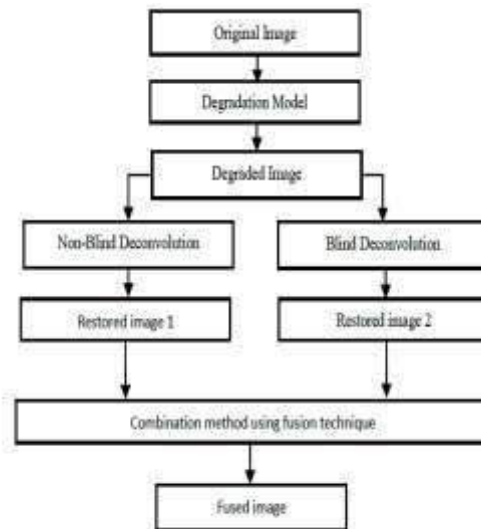 Original Image
Degradation Model
Degraded Image
Non-Blind Deconvolution
Blind Deconvolution
Restored image 1
Restored image 2
Combination method using fusion technique
Fused image